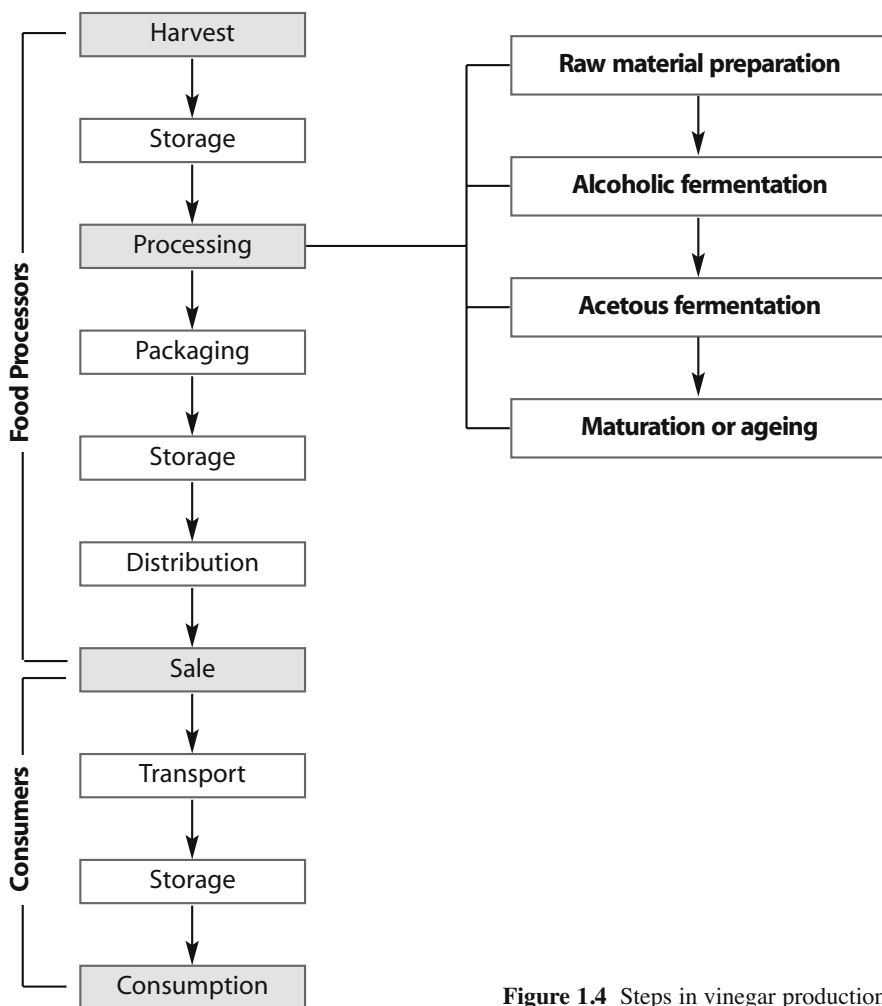 Food Processors
Harvest
Storage
Processing
Packaging
Storage
Distribution
Sale
Consumers
Transport
Storage
Consumption
Raw material preparation
Alcoholic fermentation
Acetous fermentation
Maturation or ageing
Figure 1.4 Steps in vinegar production